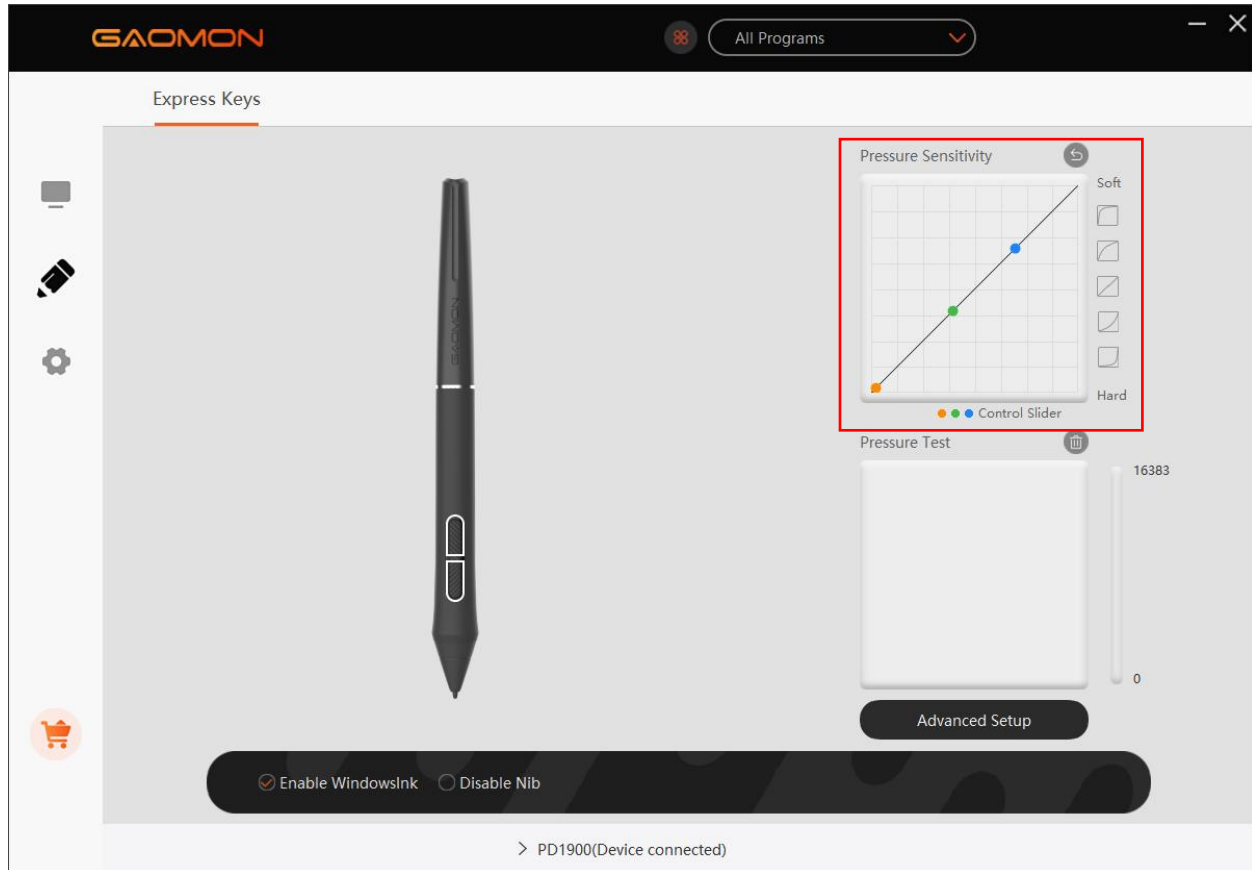 GAOMON
All Programs
Express Keys
Pressure Sensitivity
Soft
Hard
Control Slider
Pressure Test
16383
0
Advanced Setup
GAOMON
Enable WindowsInk
Disable Nib
PD1900(Device connected)